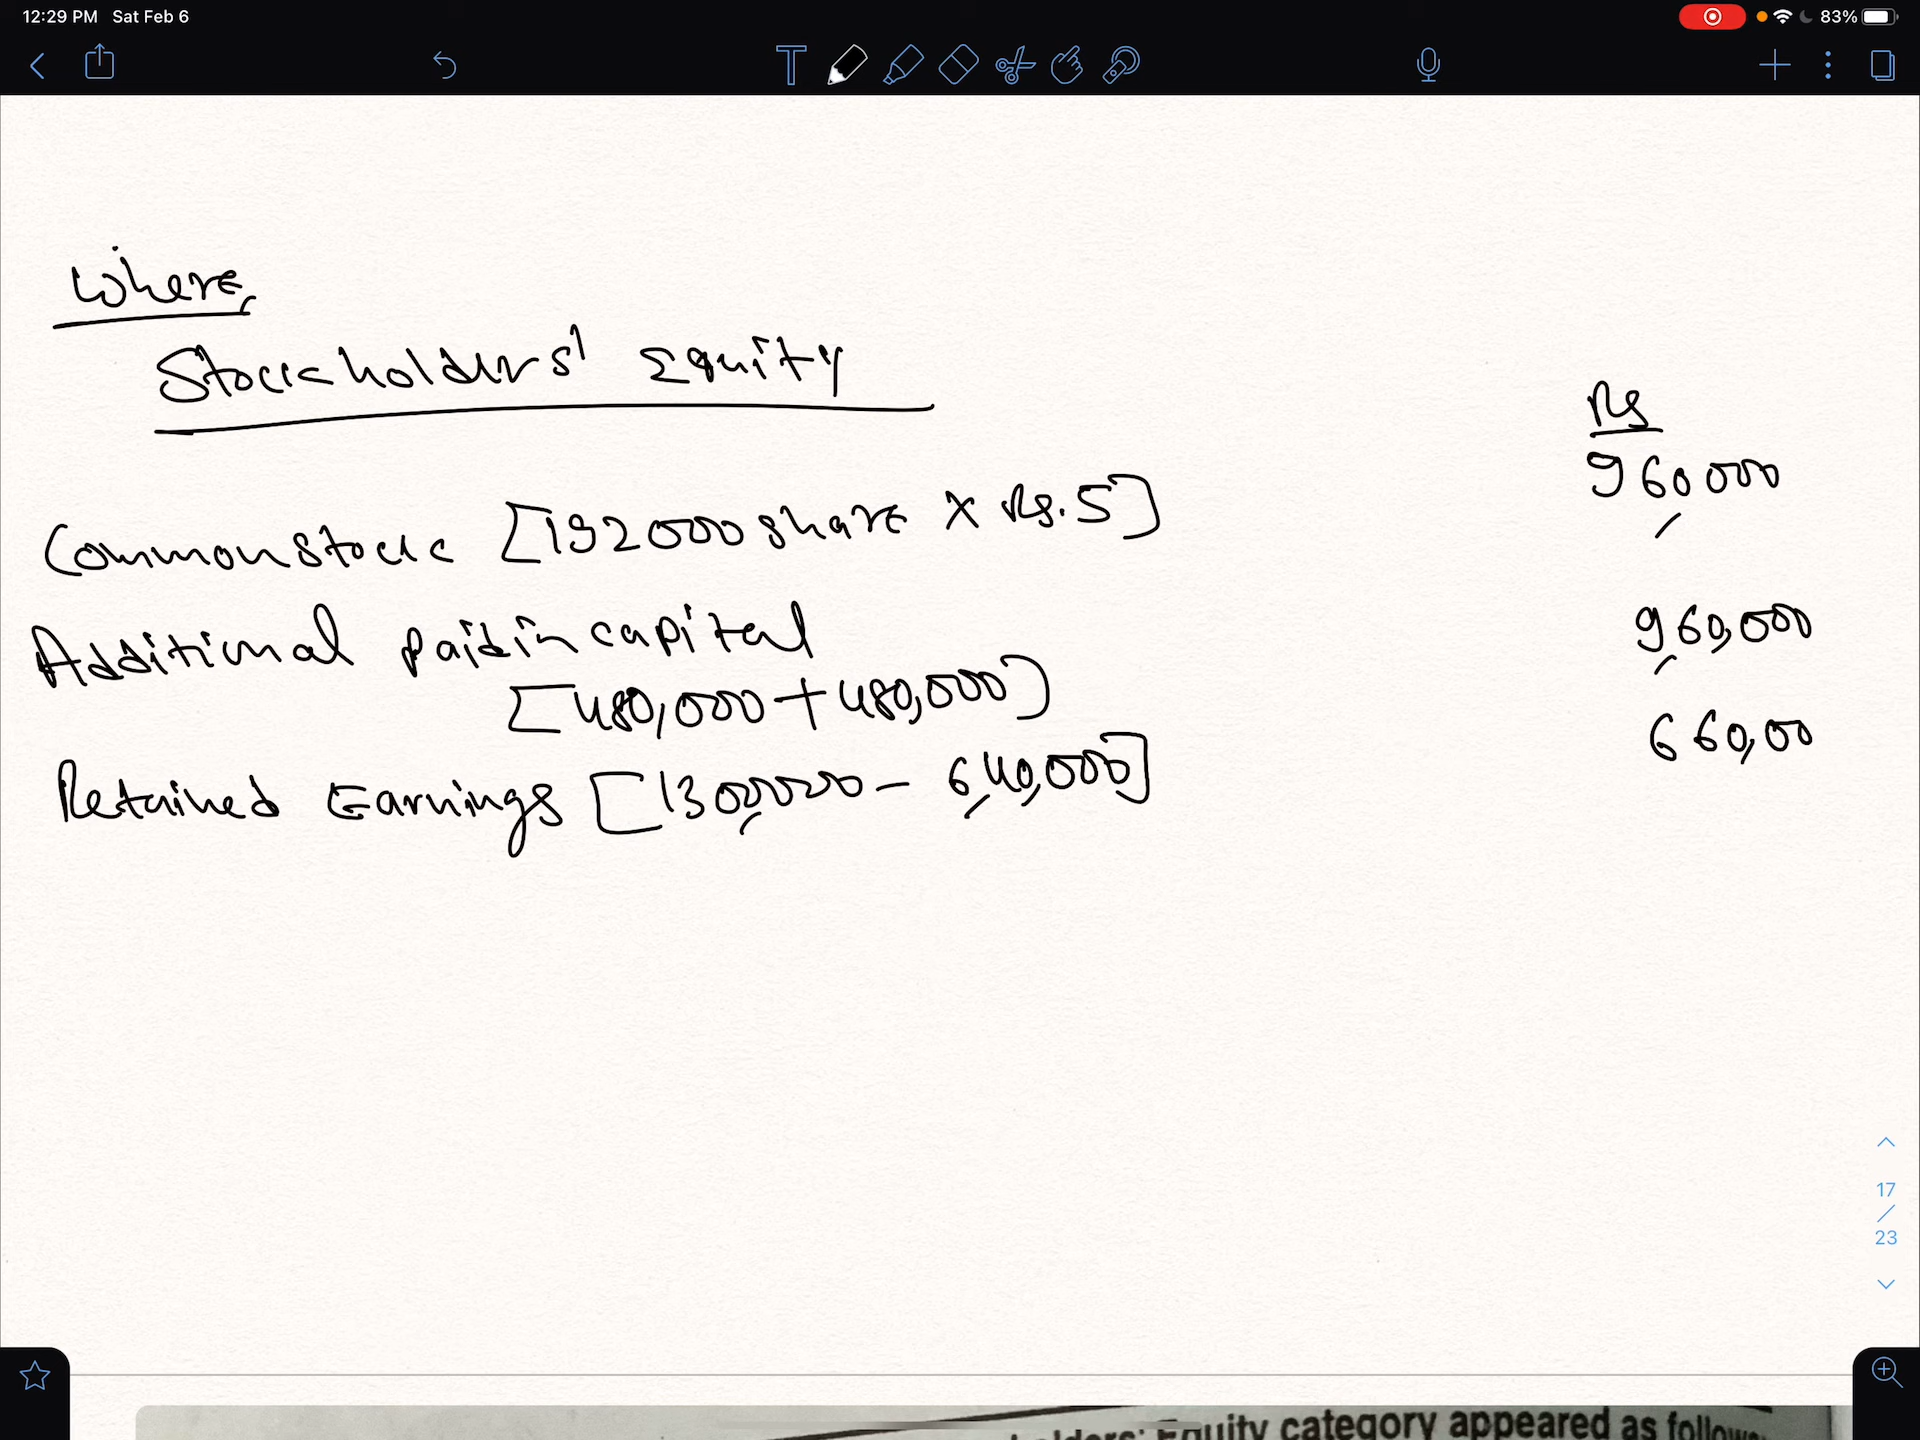 12:29 PM Sat Feb 6
83%
T
Where,
Stockholders' Equity
Rs
Common stock [192000 share × Rs. 5] 960000
Additional paid in capital 960,000
[480,000 + 480,000]
Retained Earnings [1300000 - 640,000] 660,00
17
/
23
Equity category appeared as follow